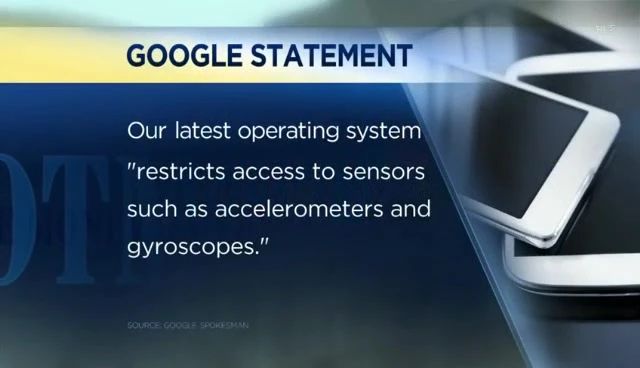 GOOGLE STATEMENT
Our latest operating system
"restricts access to sensors
such as accelerometers and
gyroscopes."
SOURCE: GOOGLE SPOKESMAN